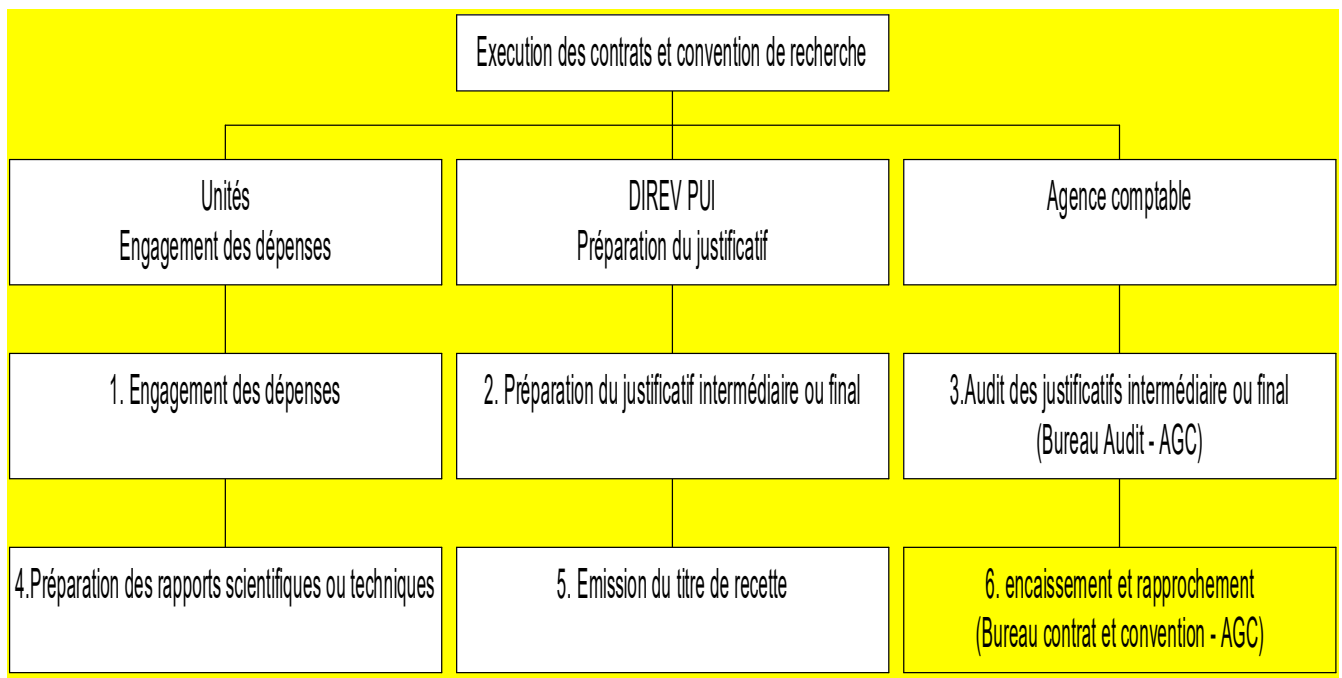 Execution des contrats et convention de recherche
Unités
Engagement des dépenses
DIREV PUI
Préparation du justificatif
Agence comptable
1. Engagement des dépenses
2. Préparation du justificatif intermédiaire ou final
3.Audit des justificatifs intermédiaire ou final
(Bureau Audit - AGC)
4.Préparation des rapports scientifiques ou techniques
5. Emission du titre de recette
6. encaissement et rapprochement
(Bureau contrat et convention - AGC)